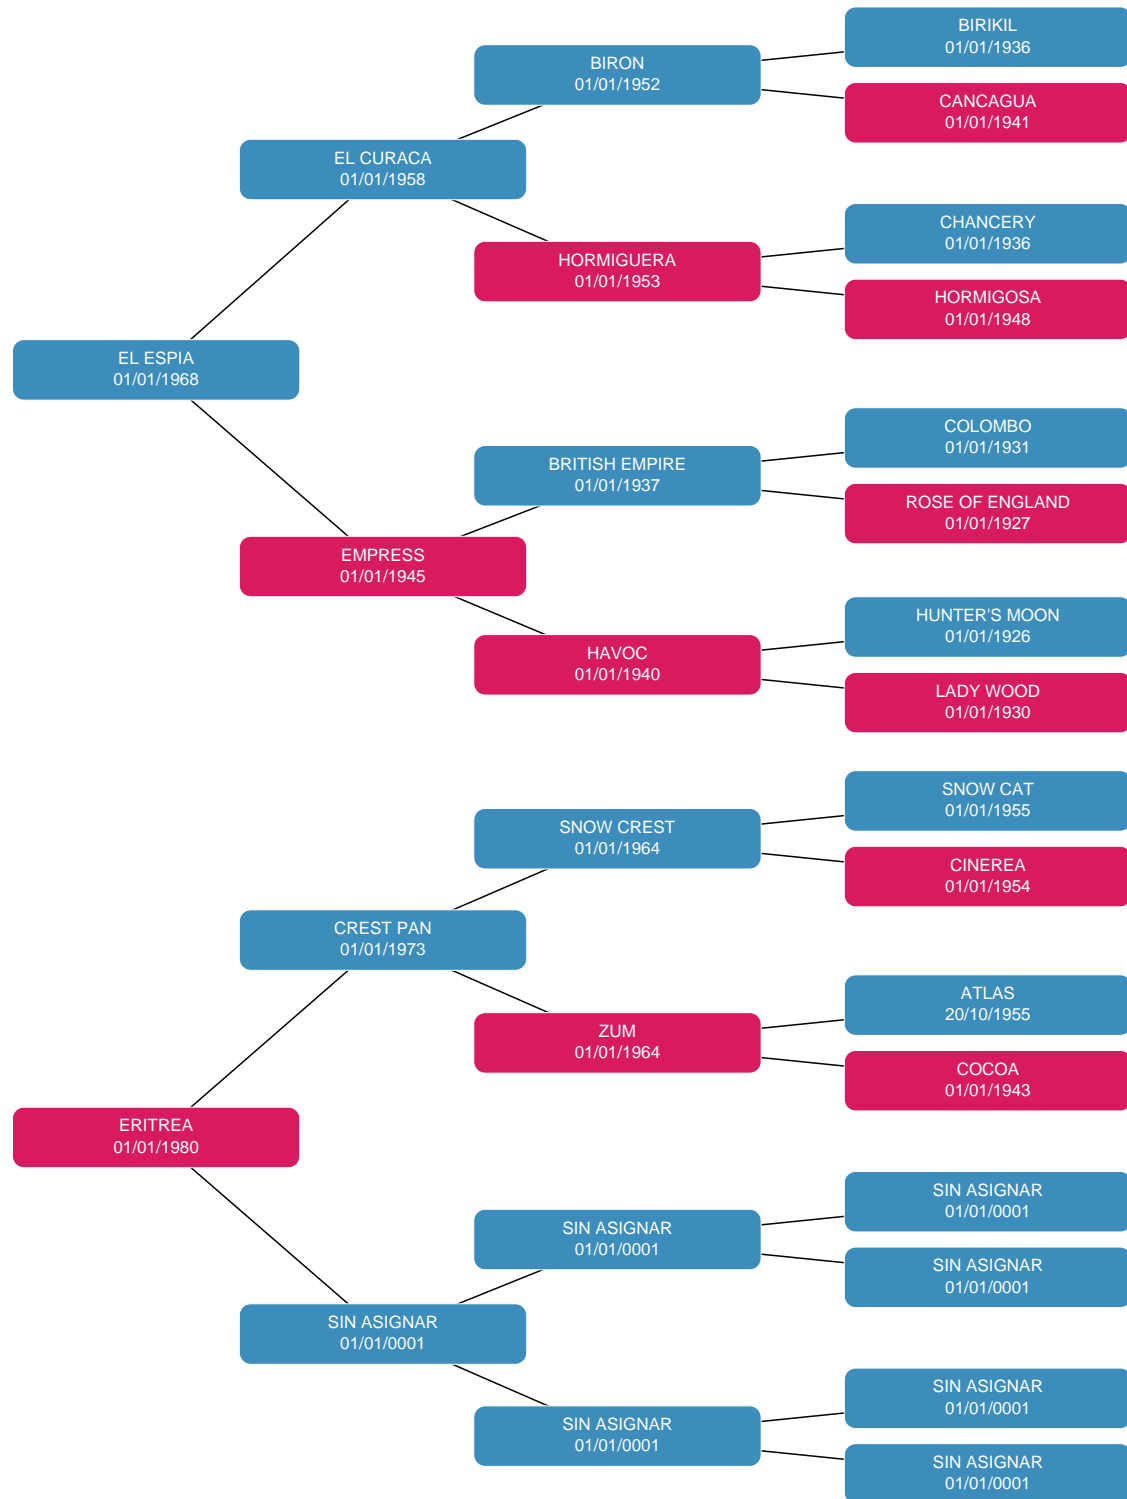 BIRIKIL
01/01/1936
BIRON
01/01/1952
CANCAGUA
01/01/1941
EL CURACA
01/01/1958
CHANCERY
01/01/1936
HORMIGUERA
01/01/1953
HORMIGOSA
01/01/1948
EL ESPIA
01/01/1968
COLOMBO
01/01/1931
BRITISH EMPIRE
01/01/1937
ROSE OF ENGLAND
01/01/1927
EMPRESS
01/01/1945
HUNTER'S MOON
01/01/1926
HAVOC
01/01/1940
LADY WOOD
01/01/1930
SNOW CAT
01/01/1955
SNOW CREST
01/01/1964
CINEREA
01/01/1954
CREST PAN
01/01/1973
ATLAS
20/10/1955
ZUM
01/01/1964
COCOA
01/01/1943
ERITREA
01/01/1980
SIN ASIGNAR
01/01/0001
SIN ASIGNAR
01/01/0001
SIN ASIGNAR
01/01/0001
SIN ASIGNAR
01/01/0001
SIN ASIGNAR
01/01/0001
SIN ASIGNAR
01/01/0001
SIN ASIGNAR
01/01/0001